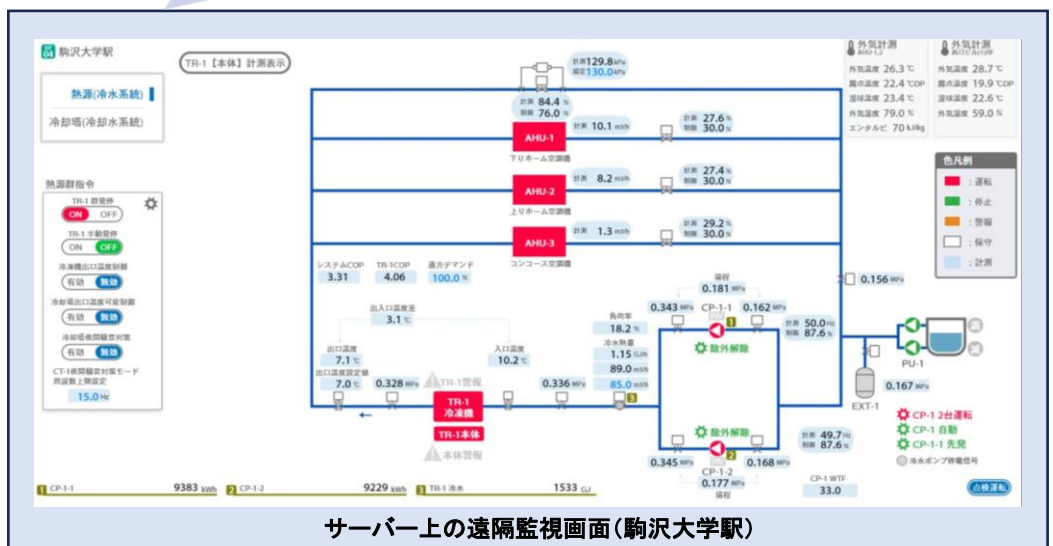 04 駒沢大学駅
TR-1【本体】計測表示
熱源(冷水系統)
冷却塔(冷却水系統)
熱源群指令
TR-1 群発停
ON OFF
TR-1 手動発停
ON OFF
冷凍機出口温度制御
有効 無効
冷却塔出口温度可変制御
有効 無効
冷却塔夜間騒音対策
有効 無効
CT-1夜間騒音対策モード
周波数上限設定
15.0 Hz
計測 129.8 kPa
設定 130.0 kPa
計測 84.4 %
制御 76.0 %
AHU-1
下りホーム空調機
計測 10.1 m3/h
計測 27.6 %
制御 30.0 %
AHU-2
上りホーム空調機
計測 8.2 m3/h
計測 27.4 %
制御 30.0 %
AHU-3
コンコース空調機
計測 1.3 m3/h
計測 29.2 %
制御 30.0 %
外気計測
AHU-1,2
外気温度 26.3 ℃
露点温度 22.4 ℃DP
湿球温度 23.4 ℃
外気湿度 79.0 %
エンタルピ 70 kJ/kg
外気計測
外気温度 28.7 ℃
露点温度 19.9 ℃DP
湿球温度 22.6 ℃
外気湿度 59.0 %
色凡例
：運転
：停止
：警報
：保守
：計測
システムCOP
3.31
TR-1COP
4.06
遠方デマンド
100.0 %
出入口温度差
3.1 ℃
出口温度
7.1 ℃
出口温度設定値
7.0 ℃
0.328 MPa
入口温度
10.2 ℃
TR-1警報
TR-1
冷凍機
TR-1本体
本体警報
0.336 MPa
負荷率
18.2 %
冷水熱量
1.15 GJ/h
89.0 m3/h
85.0 m3/h
3
揚程
0.181 MPa
0.343 MPa
CP-1-1
0.162 MPa
1
除外解除
計測 50.0 Hz
制御 87.6 %
除外解除
2
0.345 MPa
0.168 MPa
CP-1-2
0.177 MPa
揚程
計測 49.7 Hz
制御 87.6 %
CP-1 WTF
33.0
0.156 MPa
PU-1
EXT-1
0.167 MPa
CP-1 2台運転
CP-1 自動
CP-1-1 先発
冷水ポンプ停電信号
点検運転
1 CP-1-1 9383 kWh
2 CP-1-2 9229 kWh
3 TR-1 冷水 1533 GJ
サーバー上の遠隔監視画面（駒沢大学駅）